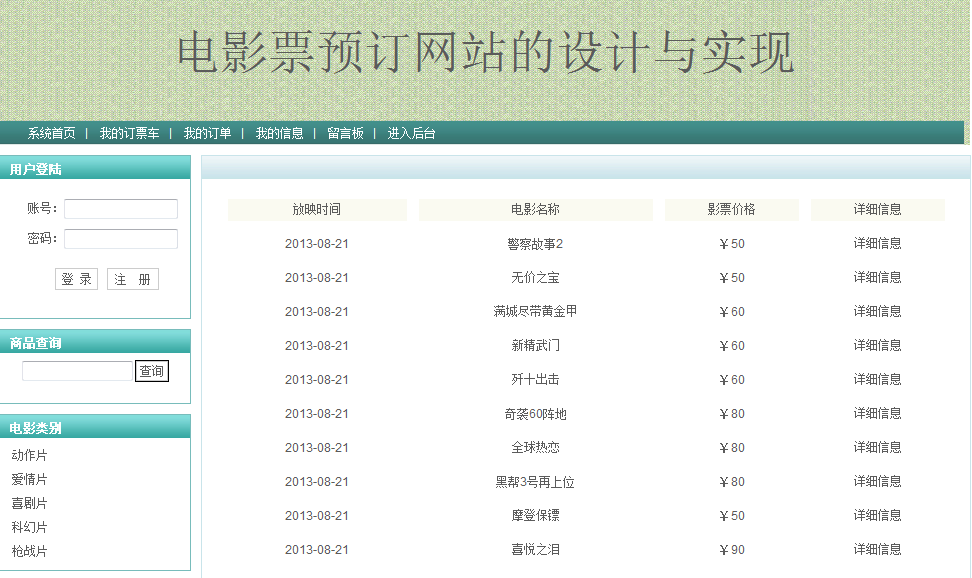 电影票预订网站的设计与实现
系统首页 | 我的订票车 | 我的订单 | 我的信息 | 留言板 | 进入后台
用户登陆
账号：
密码：
登 录 注 册
商品查询
查询
电影类别
动作片
爱情片
喜剧片
科幻片
枪战片
放映时间 电影名称 影票价格 详细信息
2013-08-21 警察故事2 ￥50 详细信息
2013-08-21 无价之宝 ￥50 详细信息
2013-08-21 满城尽带黄金甲 ￥60 详细信息
2013-08-21 新精武门 ￥60 详细信息
2013-08-21 歼十出击 ￥60 详细信息
2013-08-21 奇袭60阵地 ￥80 详细信息
2013-08-21 全球热恋 ￥80 详细信息
2013-08-21 黑帮3号再上位 ￥80 详细信息
2013-08-21 摩登保镖 ￥50 详细信息
2013-08-21 喜悦之泪 ￥90 详细信息